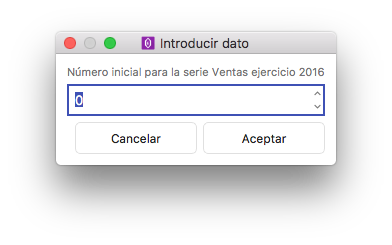 Introducir dato
Número inicial para la serie Ventas ejercicio 2016
0
Cancelar
Aceptar